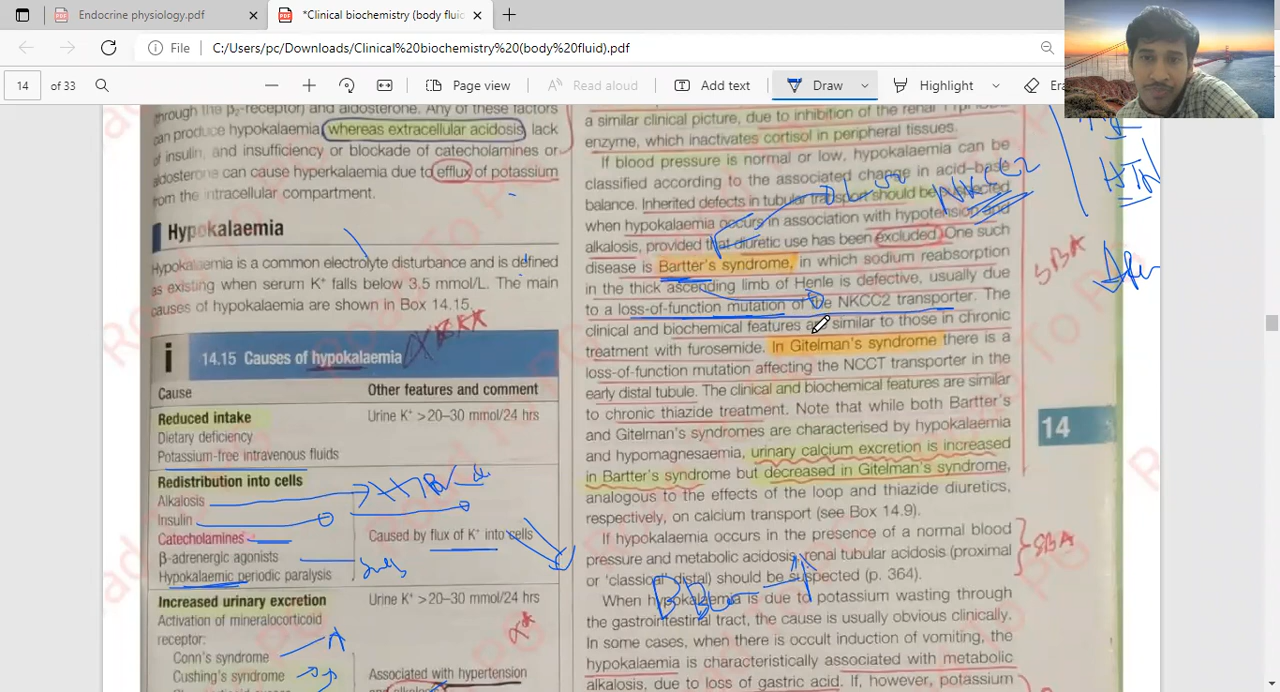 Endocrine physiology.pdf
*Clinical biochemistry (body fluid
File
C:/Users/pc/Downloads/Clinical%20biochemistry%20(body%20fluid).pdf
14 of 33
Page view
Read aloud
Add text
Draw
Highlight
through the β2-receptor) and aldosterone. Any of these factors
can produce hypokalaemia whereas extracellular acidosis, lack
of insulin, and insufficiency or blockade of catecholamines or
aldosterone can cause hyperkalaemia due to efflux of potassium
from the intracellular compartment.
Hypokalaemia
Hypokalaemia is a common electrolyte disturbance and is defined
as existing when serum K+ falls below 3.5 mmol/L. The main
causes of hypokalaemia are shown in Box 14.15.
i 14.15 Causes of hypokalaemia
Cause Other features and comment
Reduced intake Urine K+ >20–30 mmol/24 hrs
Dietary deficiency
Potassium-free intravenous fluids
Redistribution into cells
Alkalosis
Insulin
Catecholamines Caused by flux of K+ into cells
β-adrenergic agonists
Hypokalaemic periodic paralysis
Increased urinary excretion Urine K+ >20–30 mmol/24 hrs
Activation of mineralocorticoid
receptor:
Conn's syndrome
Cushing's syndrome Associated with hypertension
a similar clinical picture, due to inhibition of the renal
enzyme, which inactivates cortisol in peripheral tissues.
If blood pressure is normal or low, hypokalaemia can be
classified according to the associated change in acid–base
balance. Inherited defects in tubular transport should be suspected
when hypokalaemia occurs in association with hypotension and
alkalosis, provided that diuretic use has been excluded. One such
disease is Bartter's syndrome, in which sodium reabsorption
in the thick ascending limb of Henle is defective, usually due
to a loss-of-function mutation of the NKCC2 transporter. The
clinical and biochemical features are similar to those in chronic
treatment with furosemide. In Gitelman's syndrome there is a
loss-of-function mutation affecting the NCCT transporter in the
early distal tubule. The clinical and biochemical features are similar
to chronic thiazide treatment. Note that while both Bartter's
and Gitelman's syndromes are characterised by hypokalaemia
and hypomagnesaemia, urinary calcium excretion is increased
in Bartter's syndrome but decreased in Gitelman's syndrome,
analogous to the effects of the loop and thiazide diuretics,
respectively, on calcium transport (see Box 14.9).
If hypokalaemia occurs in the presence of a normal blood
pressure and metabolic acidosis, renal tubular acidosis (proximal
or 'classical' distal) should be suspected (p. 364).
When hypokalaemia is due to potassium wasting through
the gastrointestinal tract, the cause is usually obvious clinically.
In some cases, when there is occult induction of vomiting, the
hypokalaemia is characteristically associated with metabolic
alkalosis, due to loss of gastric acid. If, however, potassium
NKCC2
HTN
SBA
14
SBA